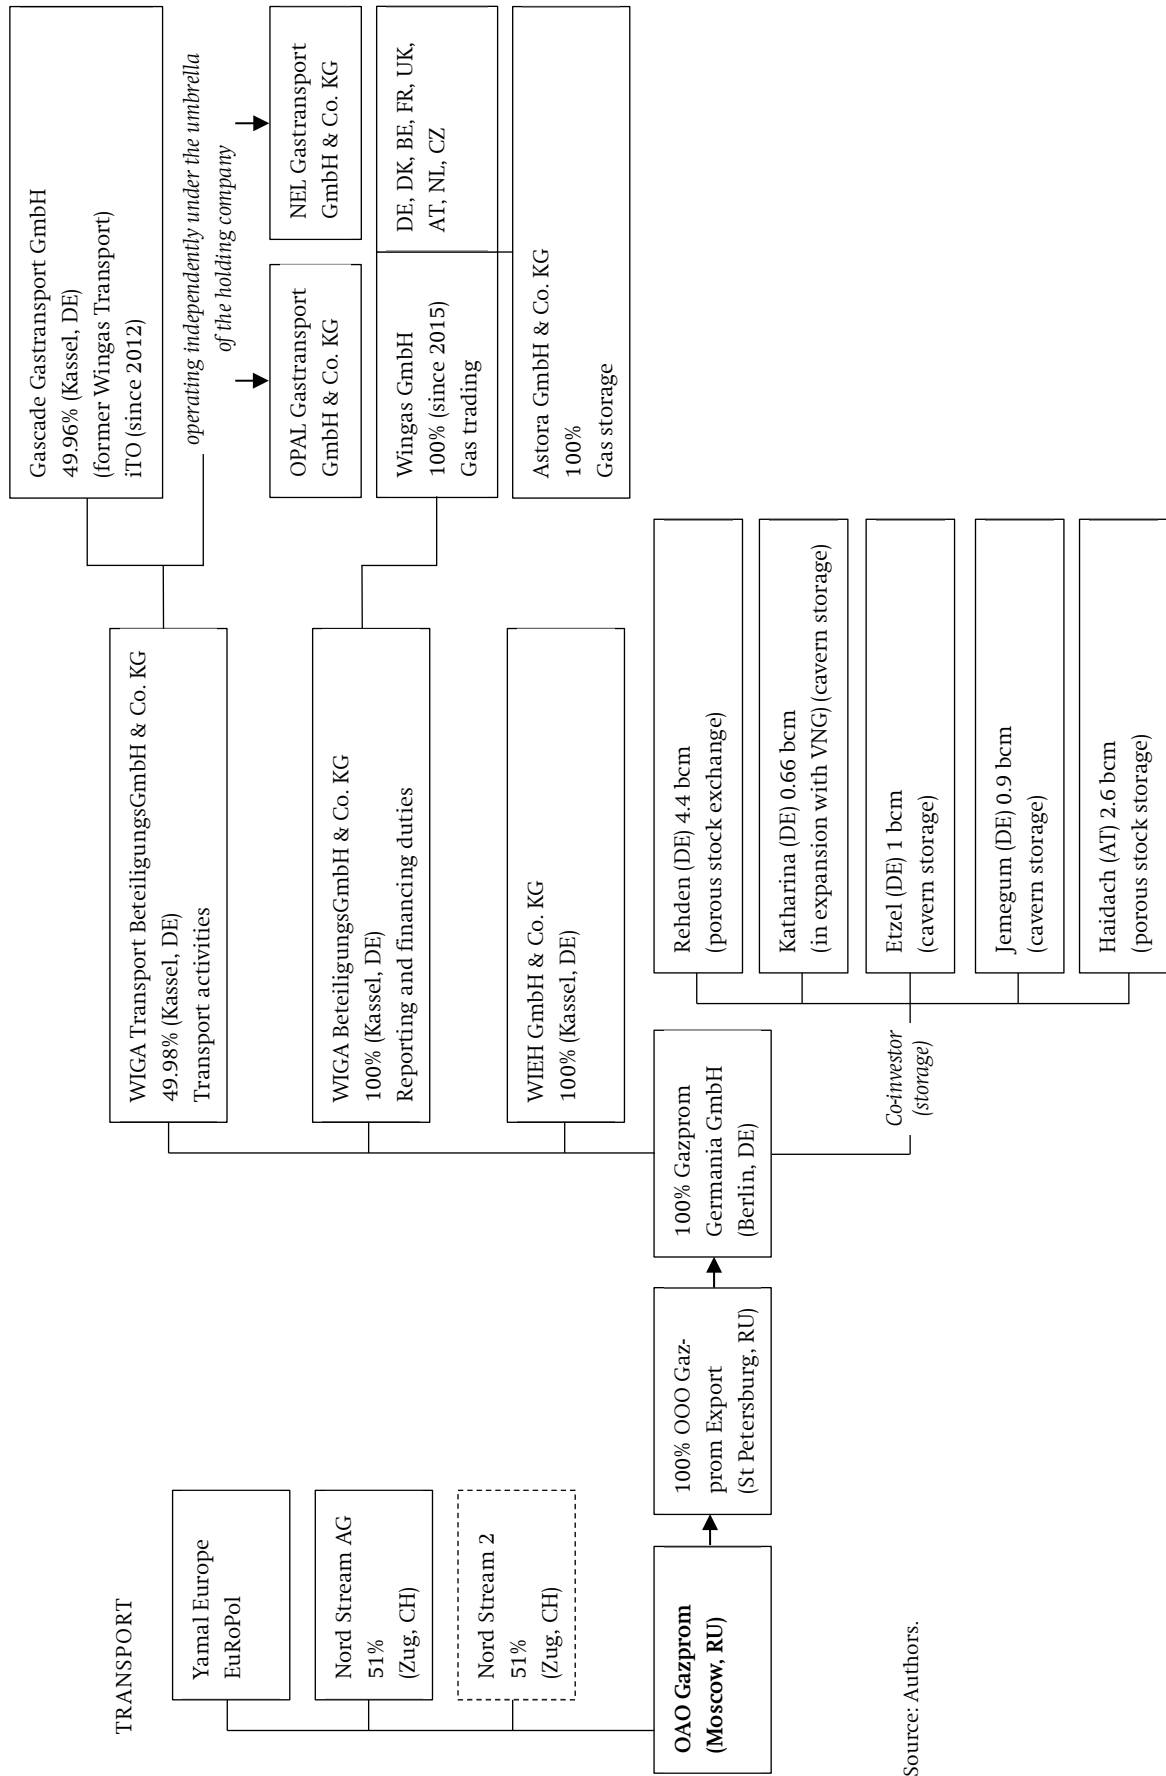 TRANSPORT
Yamal Europe
EuRoPol
Nord Stream AG
51%
(Zug, CH)
Nord Stream 2
51%
(Zug, CH)
OAO Gazprom
(Moscow, RU)
100% OOO Gaz-
prom Export
(St Petersburg, RU)
100% Gazprom
Germania GmbH
(Berlin, DE)
WIGA Transport BeteiligungsGmbH & Co. KG
49.98% (Kassel, DE)
Transport activities
WIGA BeteiligungsGmbH & Co. KG
100% (Kassel, DE)
Reporting and financing duties
WIEH GmbH & Co. KG
100% (Kassel, DE)
Co-investor
(storage)
Rehden (DE) 4.4 bcm
(porous stock exchange)
Katharina (DE) 0.66 bcm
(in expansion with VNG) (cavern storage)
Etzel (DE) 1 bcm
(cavern storage)
Jemegum (DE) 0.9 bcm
(cavern storage)
Haidach (AT) 2.6 bcm
(porous stock storage)
Gascade Gastransport GmbH
49.96% (Kassel, DE)
(former Wingas Transport)
iTO (since 2012)
operating independently under the umbrella
of the holding company
OPAL Gastransport
GmbH & Co. KG
NEL Gastransport
GmbH & Co. KG
Wingas GmbH
100% (since 2015)
Gas trading
DE, DK, BE, FR, UK,
AT, NL, CZ
Astora GmbH & Co. KG
100%
Gas storage
Source: Authors.